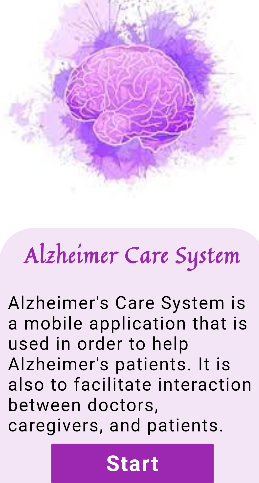 Alzheimer Care System
Alzheimer's Care System is
a mobile application that is
used in order to help
Alzheimer's patients. It is
also to facilitate interaction
between doctors,
caregivers, and patients.
Start